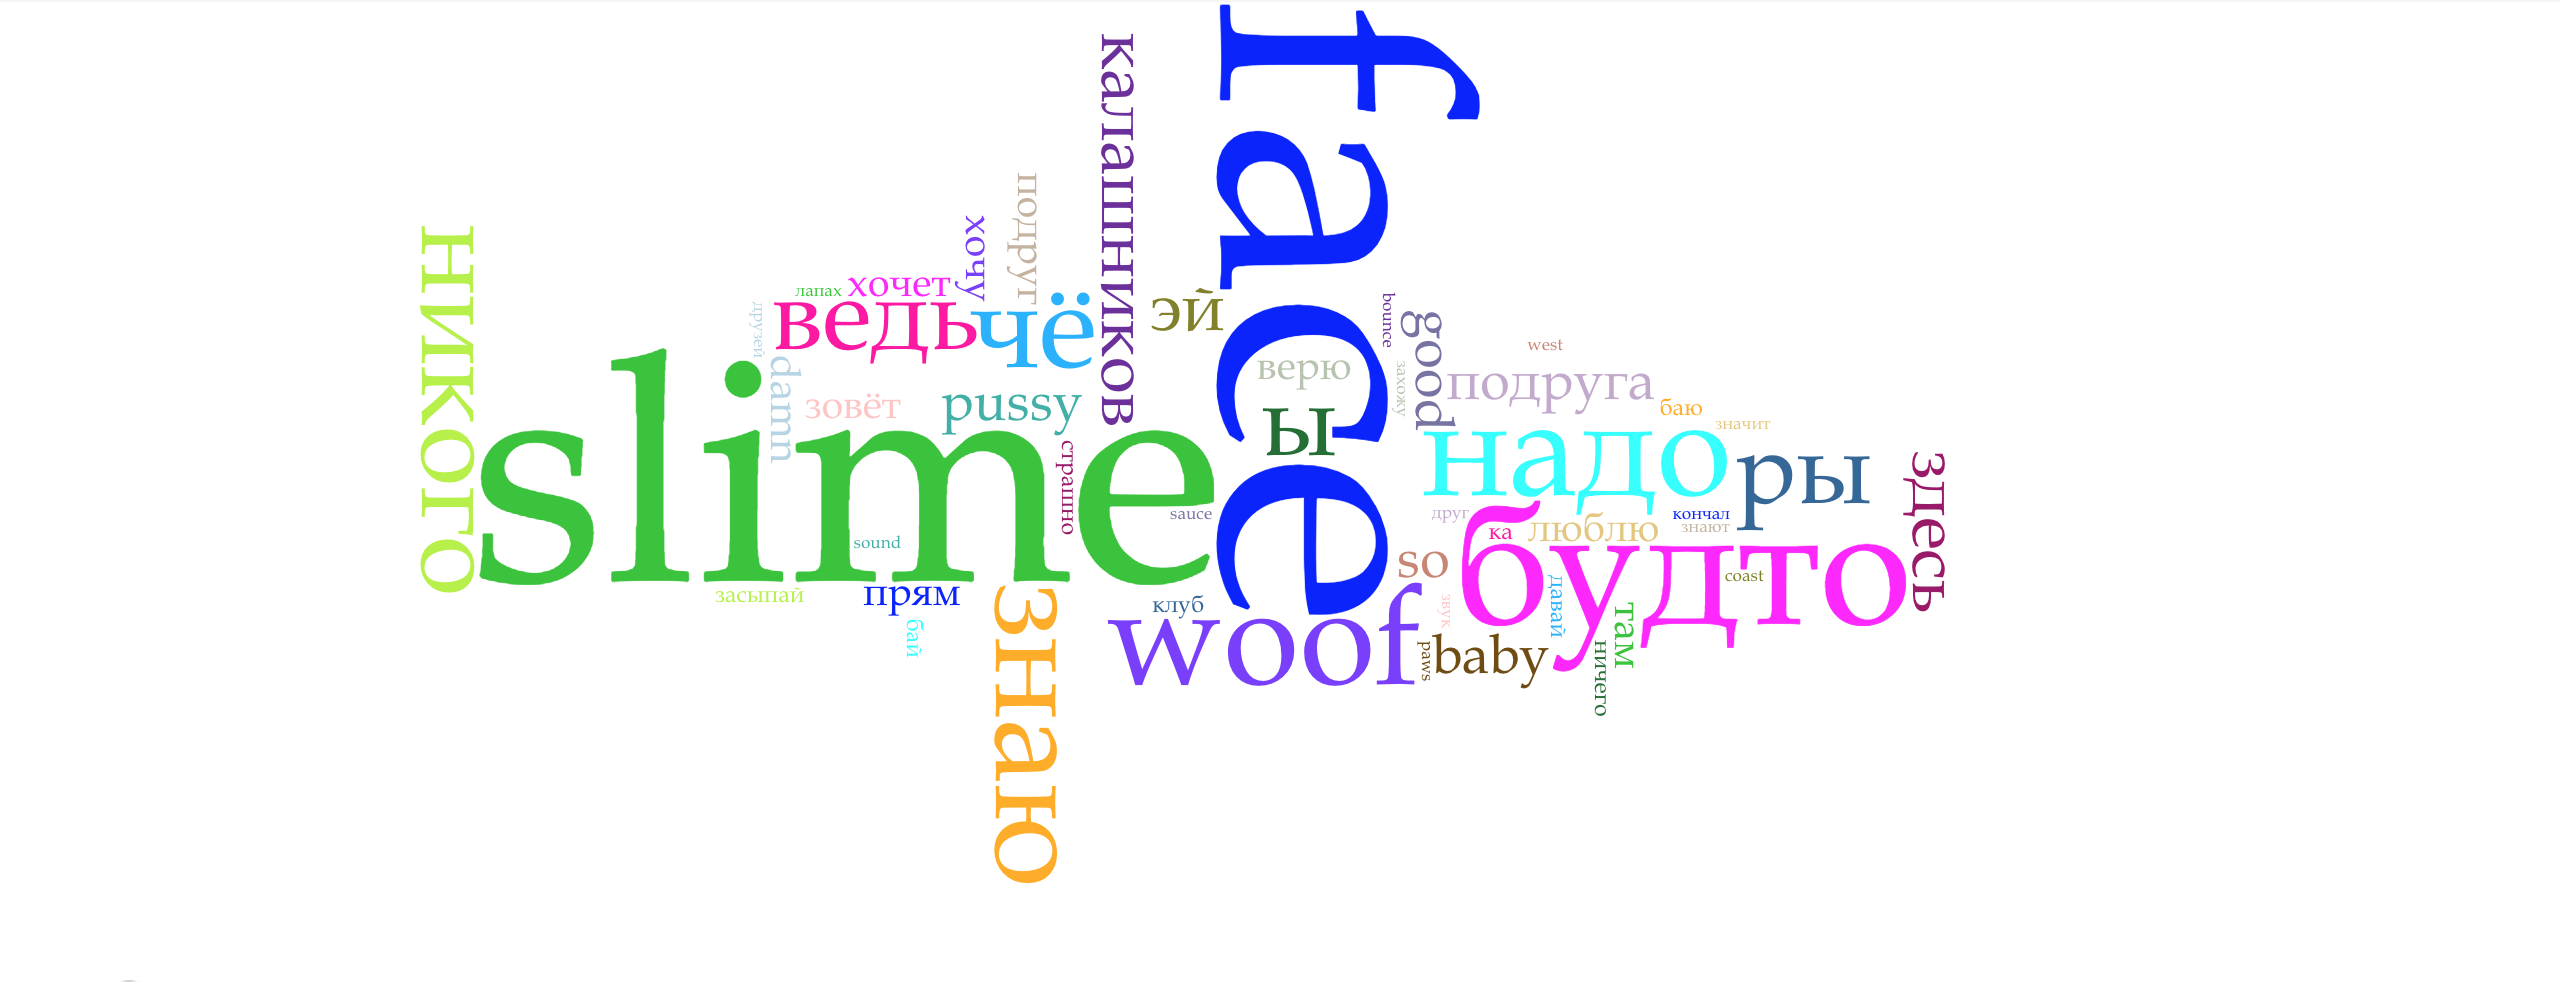 face
калашников
подруг
хочу
никого
хочет
лапах
ведь
чё
эй
друзей
bounce
good
west
верю
захожу
damn
зовёт
pussy
подруга
баю
значит
slime
ы
надо
ры
здесь
страшно
sauce
друг
кончал
знают
ка
люблю
sound
so
будто
coast
засыпай
прям
знаю
клуб
звук
давай
там
бай
woof
paws
baby
ничего